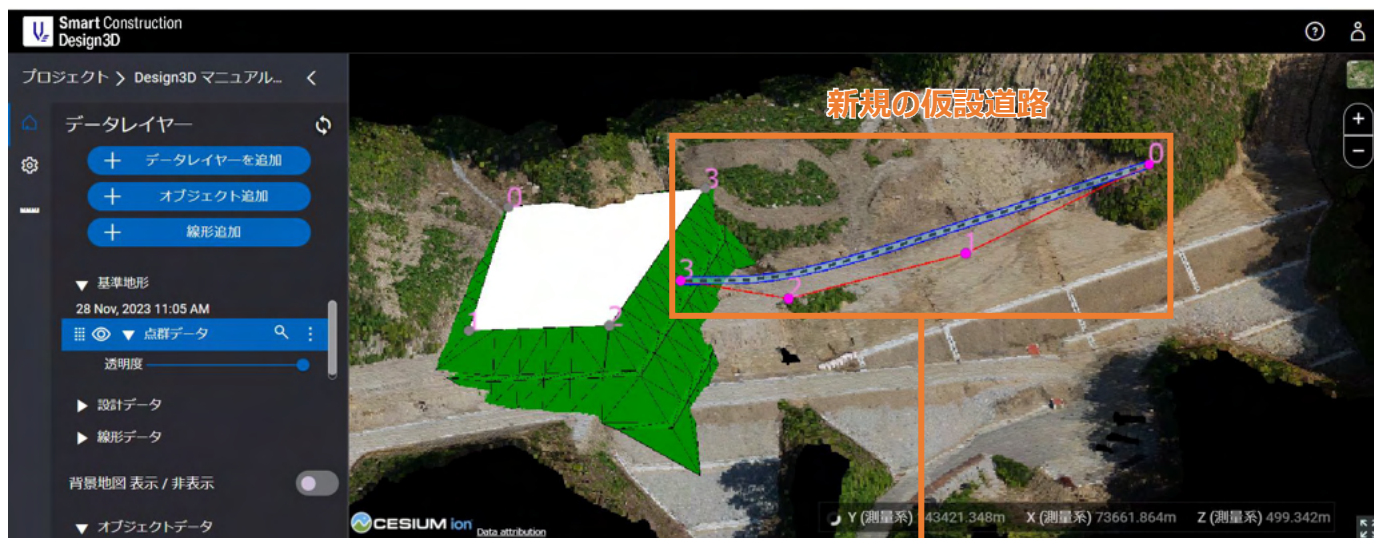 Smart Construction
Design3D
プロジェクト > Design3D マニュアル...
データレイヤー
データレイヤーを追加
オブジェクト追加
線形追加
基準地形
28 Nov, 2023 11:05 AM
点群データ
透明度
設計データ
線形データ
背景地図 表示 / 非表示
オブジェクトデータ
新規の仮設道路
0
3
1
2
0
1
2
3
CESIUM ion
Data attribution
Y (測量系) 43421.348m X (測量系) 73661.864m Z (測量系) 499.342m